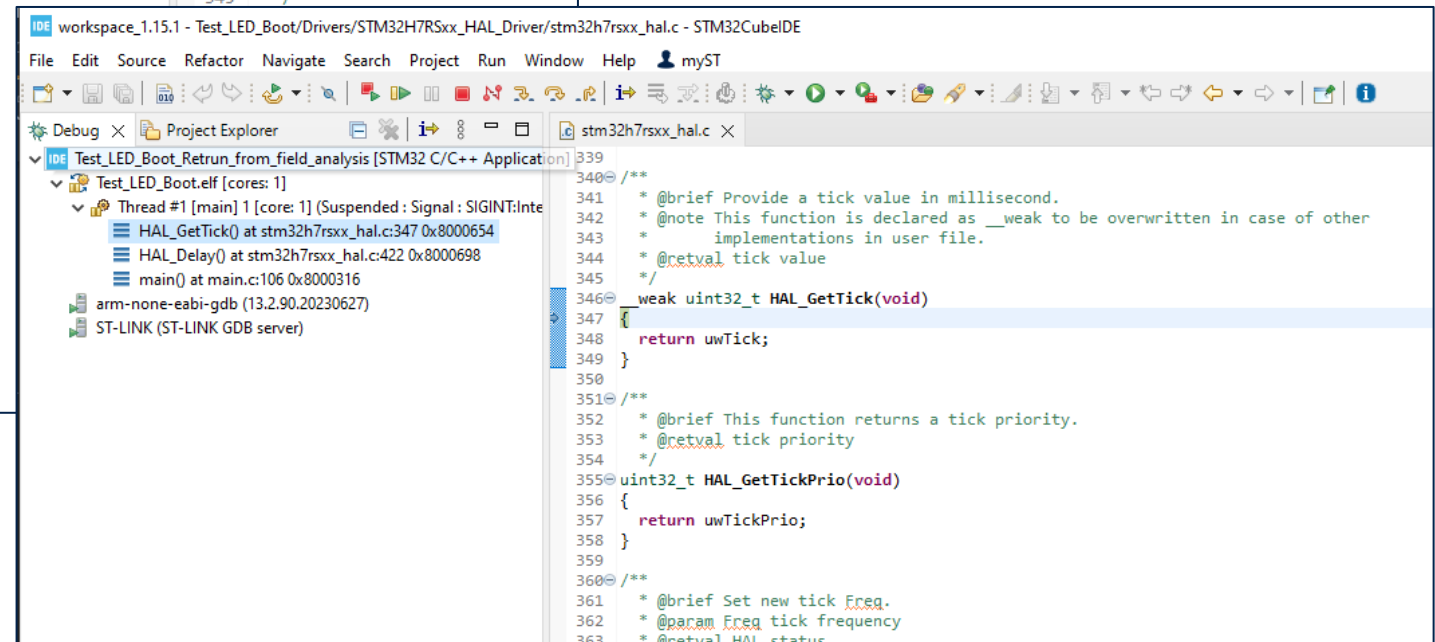 IDE workspace_1.15.1 - Test_LED_Boot/Drivers/STM32H7RSxx_HAL_Driver/stm32h7rsxx_hal.c - STM32CubeIDE
File Edit Source Refactor Navigate Search Project Run Window Help myST
010
Debug Project Explorer
IDE Test_LED_Boot_Retrun_from_field_analysis [STM32 C/C++ Application]
Test_LED_Boot.elf [cores: 1]
Thread #1 [main] 1 [core: 1] (Suspended : Signal : SIGINT:Inte
HAL_GetTick() at stm32h7rsxx_hal.c:347 0x8000654
HAL_Delay() at stm32h7rsxx_hal.c:422 0x8000698
main() at main.c:106 0x8000316
arm-none-eabi-gdb (13.2.90.20230627)
ST-LINK (ST-LINK GDB server)
.c stm32h7rsxx_hal.c
339
340 /**
341 * @brief Provide a tick value in millisecond.
342 * @note This function is declared as __weak to be overwritten in case of other
343 * implementations in user file.
344 * @retval tick value
345 */
346 __weak uint32_t HAL_GetTick(void)
347 {
348 return uwTick;
349 }
350
351 /**
352 * @brief This function returns a tick priority.
353 * @retval tick priority
354 */
355 uint32_t HAL_GetTickPrio(void)
356 {
357 return uwTickPrio;
358 }
359
360 /**
361 * @brief Set new tick Freq.
362 * @param Freq tick frequency
363 * @retval HAL status